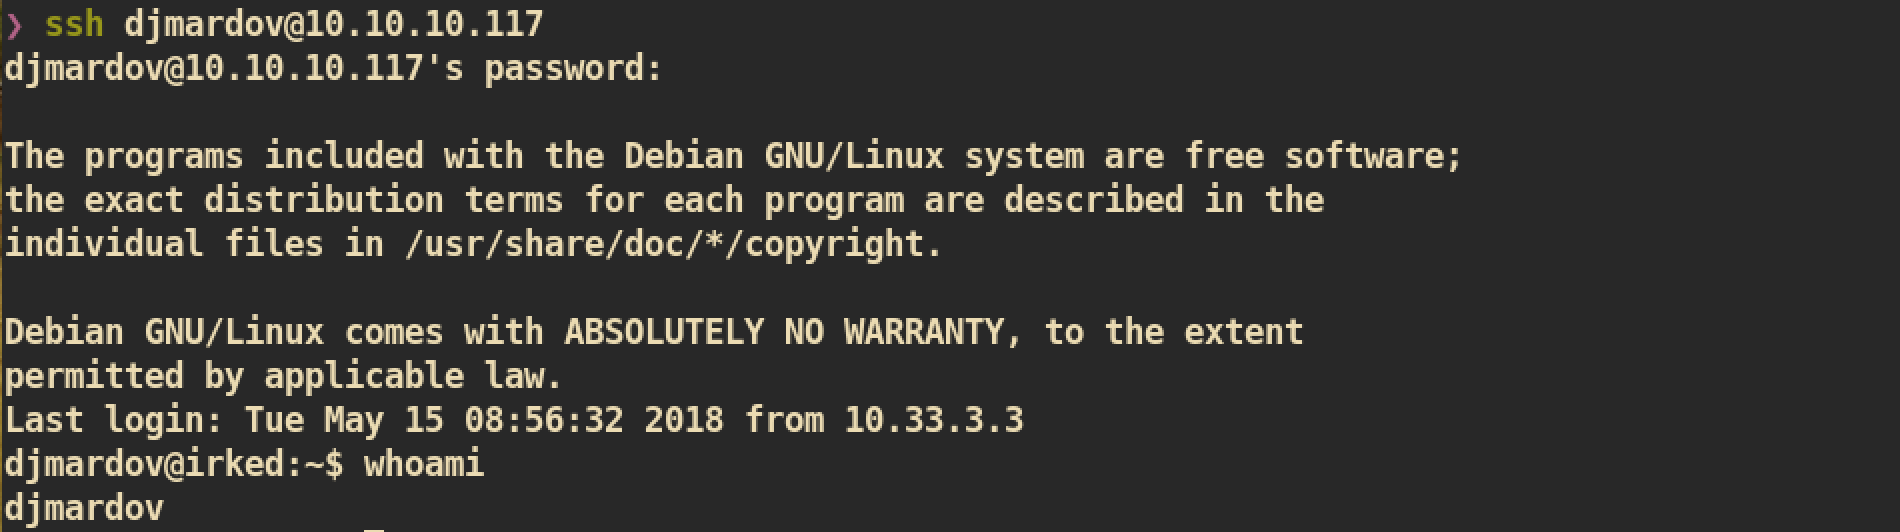 ❯ ssh djmardov@10.10.10.117
djmardov@10.10.10.117's password:
The programs included with the Debian GNU/Linux system are free software;
the exact distribution terms for each program are described in the
individual files in /usr/share/doc/*/copyright.
Debian GNU/Linux comes with ABSOLUTELY NO WARRANTY, to the extent
permitted by applicable law.
Last login: Tue May 15 08:56:32 2018 from 10.33.3.3
djmardov@irked:~$ whoami
djmardov